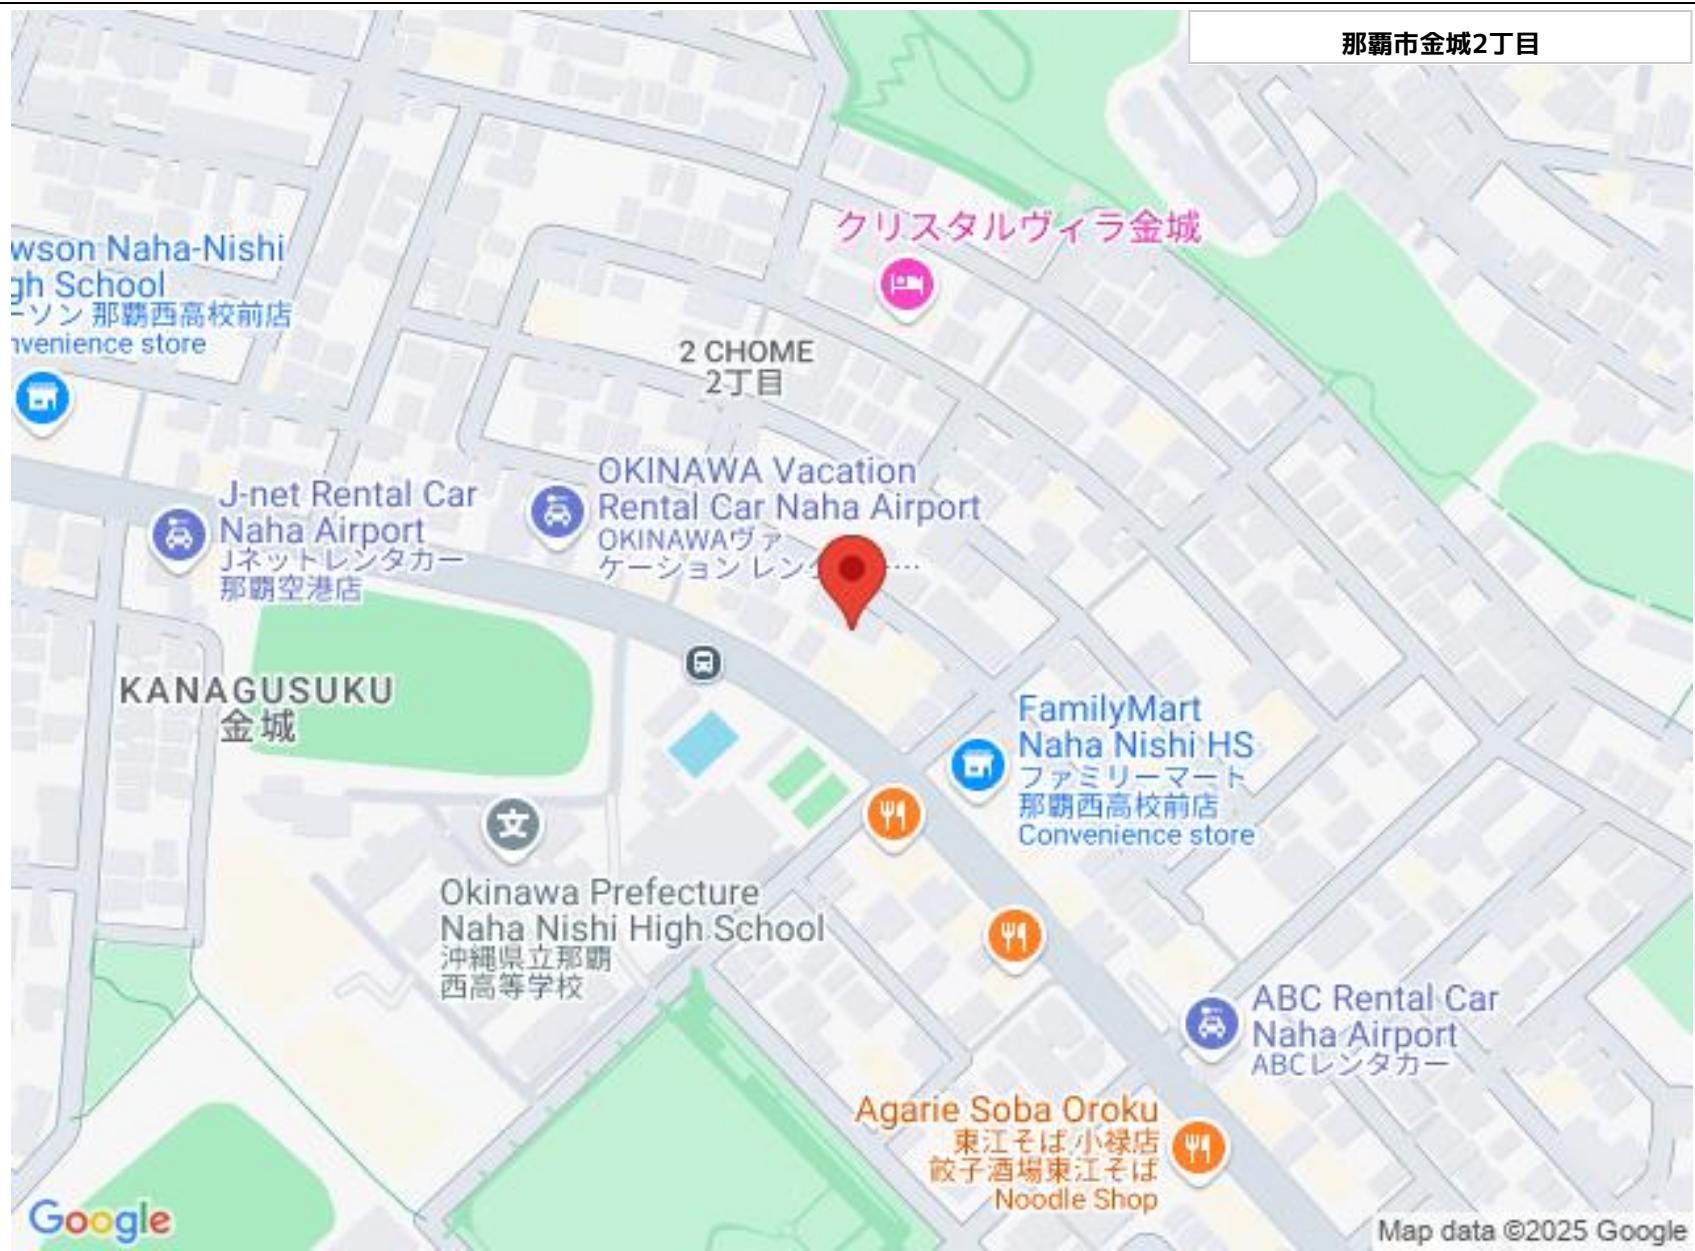 那覇市金城2丁目
クリスタルヴィラ金城
wson Naha-Nishi
gh School
ーソン 那覇西高校前店
nvenience store
2 CHOME
2丁目
OKINAWA Vacation
Rental Car Naha Airport
OKINAWAヴァ
ケーション レン
J-net Rental Car
Naha Airport
Jネットレンタカー
那覇空港店
KANAGUSUKU
金城
FamilyMart
Naha Nishi HS
ファミリーマート
那覇西高校前店
Convenience store
文
Okinawa Prefecture
Naha Nishi High School
沖縄県立那覇
西高等学校
ABC Rental Car
Naha Airport
ABCレンタカー
Agarie Soba Oroku
東江そば 小禄店
餃子酒場東江そば
Noodle Shop
Google
Map data ©2025 Google